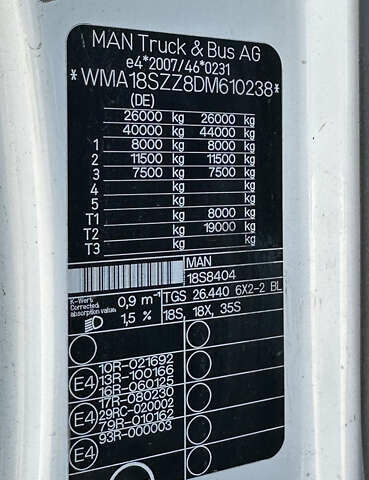 MAN Truck & Bus AG
e4*2007/46*0231
*WMA18SZZ8DM610238*
(DE)
26000 kg 26000 kg
40000 kg 44000 kg
1 8000 kg 8000 kg
2 11500 kg 11500 kg
3 7500 kg 7500 kg
4 kg kg
5 kg kg
T1 kg 8000 kg
T2 kg 19000 kg
T3 kg kg
MAN
18S8404
K-Wert: Corrected absorption value: 0,9 m-1 TGS 26.440 6X2-2 BL
1,5 % 18S, 18X, 35S
10R-021692
E4 13R-100166
16R-060125
17R-080230
E4 29RC-020002
79R-010162
E4 93R-000003